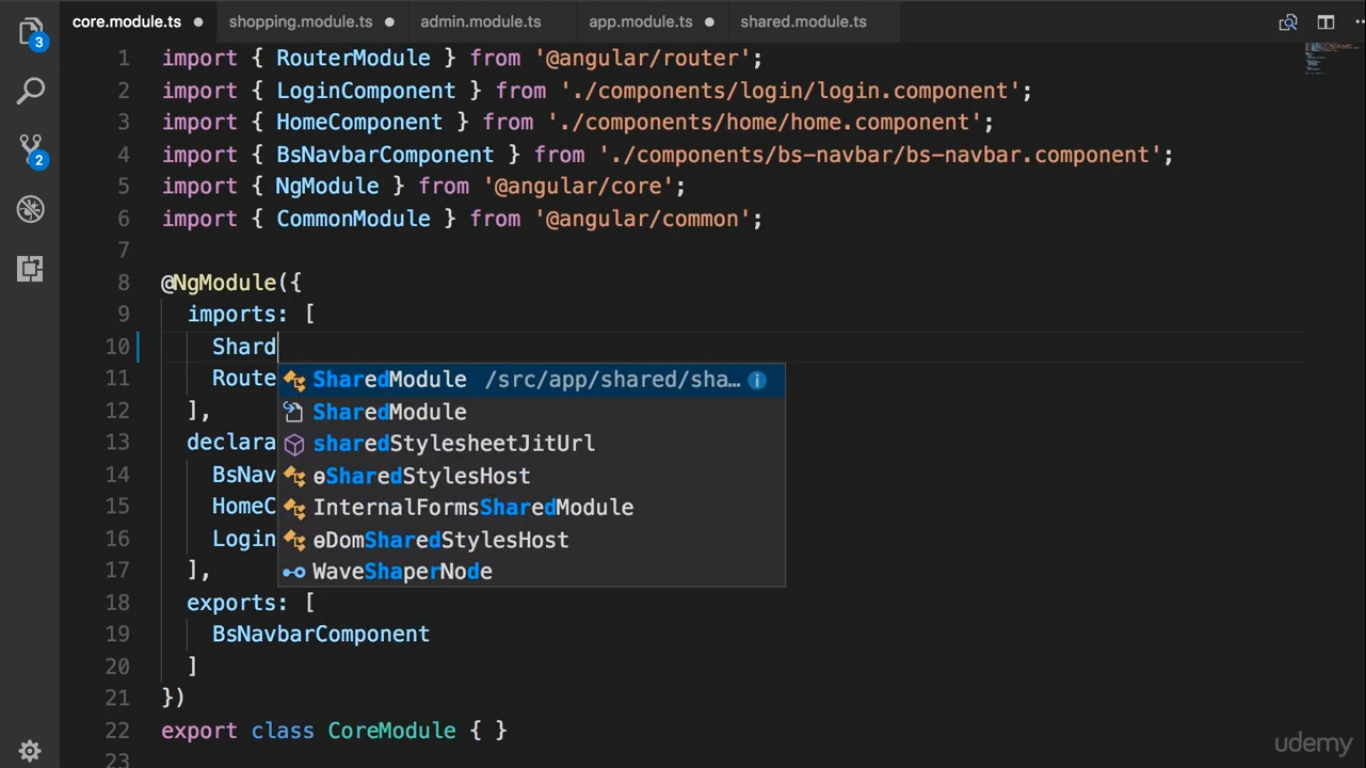 core.module.ts shopping.module.ts admin.module.ts app.module.ts shared.module.ts
3
2
1 import { RouterModule } from '@angular/router';
2 import { LoginComponent } from './components/login/login.component';
3 import { HomeComponent } from './components/home/home.component';
4 import { BsNavbarComponent } from './components/bs-navbar/bs-navbar.component';
5 import { NgModule } from '@angular/core';
6 import { CommonModule } from '@angular/common';
7
8 @NgModule({
9 imports: [
10 Shard
11 Route
12 ],
13 declara
14 BsNav
15 HomeC
16 Login
17 ],
18 exports: [
19 BsNavbarComponent
20 ]
21 })
22 export class CoreModule { }
23
SharedModule /src/app/shared/sha…
SharedModule
sharedStylesheetJitUrl
ɵSharedStylesHost
InternalFormsSharedModule
ɵDomSharedStylesHost
WaveShaperNode
udemy